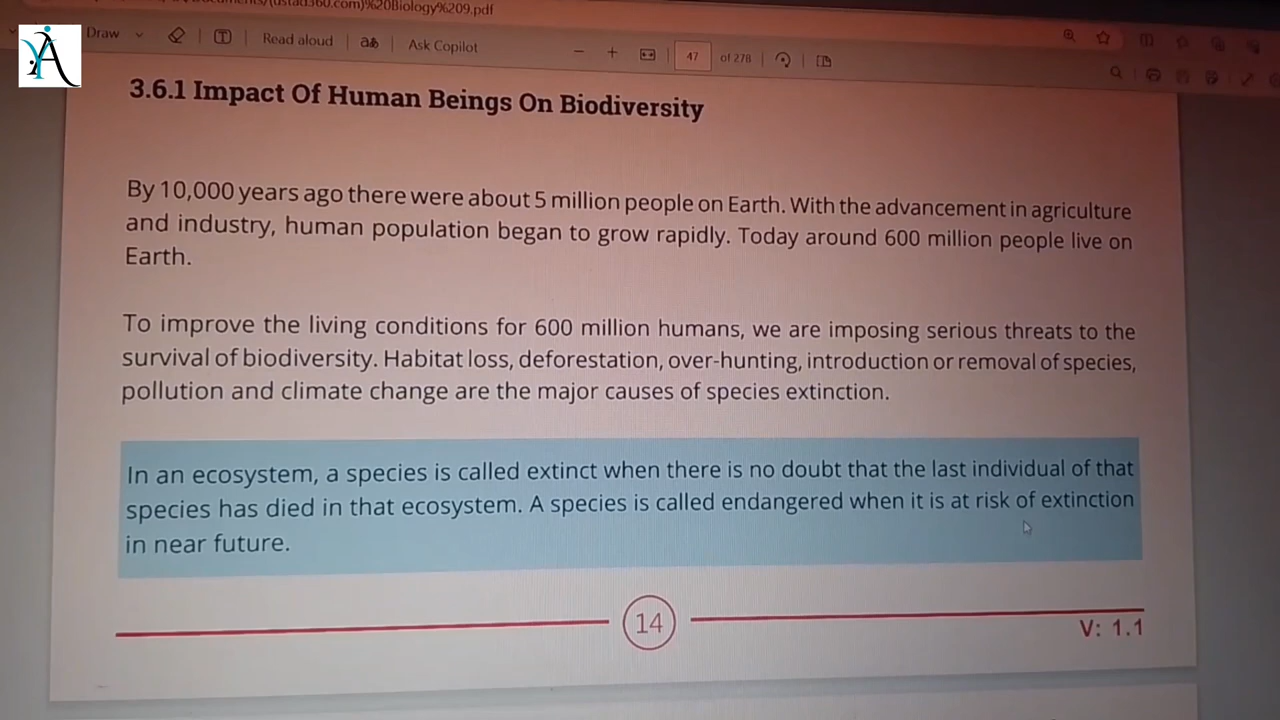 (ustad360.com)%20Biology%209.pdf
Draw Read aloud Ask Copilot 47 of 278
YA
3.6.1 Impact Of Human Beings On Biodiversity
By 10,000 years ago there were about 5 million people on Earth. With the advancement in agriculture
and industry, human population began to grow rapidly. Today around 600 million people live on
Earth.
To improve the living conditions for 600 million humans, we are imposing serious threats to the
survival of biodiversity. Habitat loss, deforestation, over-hunting, introduction or removal of species,
pollution and climate change are the major causes of species extinction.
In an ecosystem, a species is called extinct when there is no doubt that the last individual of that
species has died in that ecosystem. A species is called endangered when it is at risk of extinction
in near future.
14
V: 1.1